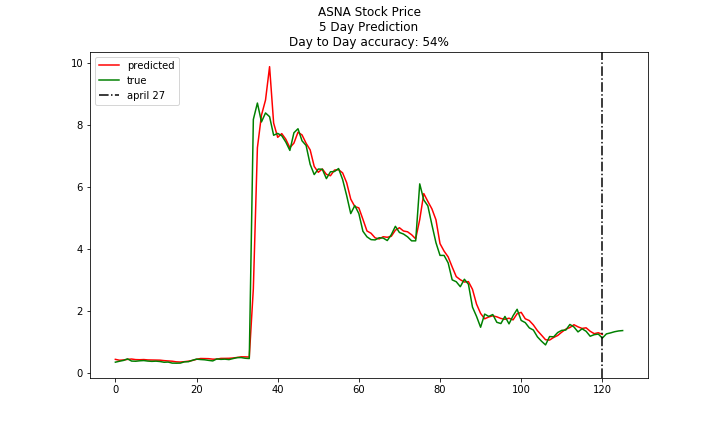 ASNA Stock Price
5 Day Prediction
Day to Day accuracy: 54%
predicted
true
april 27
10
8
6
4
2
0
0 20 40 60 80 100 120